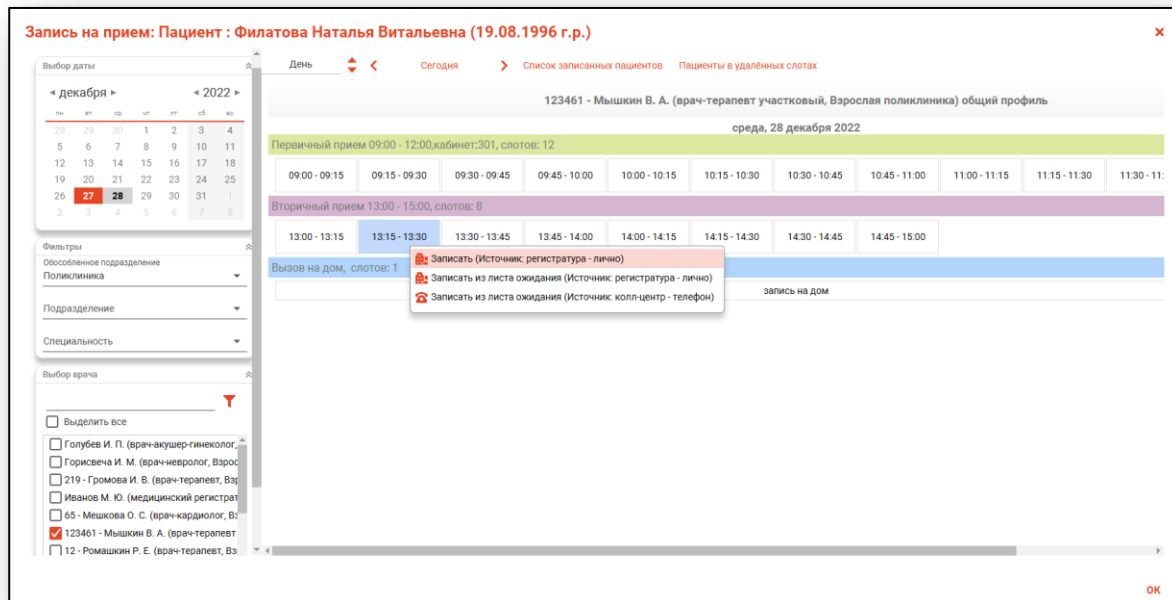 Запись на прием: Пациент : Филатова Наталья Витальевна (19.08.1996 г.р.)
Выбор даты
декабря 2022
пн вт ср чт пт сб вс
28 29 30 1 2 3 4
5 6 7 8 9 10 11
12 13 14 15 16 17 18
19 20 21 22 23 24 25
26 27 28 29 30 31 1
2 3 4 5 6 7 8
Фильтры
Обособленное подразделение
Поликлиника
Подразделение
Специальность
Выбор врача
Выделить все
Голубев И. П. (врач-акушер-гинеколог,
Горисвеча И. М. (врач-невролог, Взрос
219 - Громова И. В. (врач-терапевт, Взр
Иванов М. Ю. (медицинский регистрат
65 - Мешкова О. С. (врач-кардиолог, Вз
123461 - Мышкин В. А. (врач-терапевт
12 - Ромашкин Р. Е. (врач-терапевт, Вз
День Сегодня Список записанных пациентов Пациенты в удалённых слотах
123461 - Мышкин В. А. (врач-терапевт участковый, Взрослая поликлиника) общий профиль
среда, 28 декабря 2022
Первичный прием 09:00 - 12:00,кабинет:301, слотов: 12
09:00 - 09:15 09:15 - 09:30 09:30 - 09:45 09:45 - 10:00 10:00 - 10:15 10:15 - 10:30 10:30 - 10:45 10:45 - 11:00 11:00 - 11:15 11:15 - 11:30 11:30 - 11:
Вторичный прием 13:00 - 15:00, слотов: 8
13:00 - 13:15 13:15 - 13:30 13:30 - 13:45 13:45 - 14:00 14:00 - 14:15 14:15 - 14:30 14:30 - 14:45 14:45 - 15:00
Вызов на дом, слотов: 1
запись на дом
Записать (Источник: регистратура - лично)
Записать из листа ожидания (Источник: регистратура - лично)
Записать из листа ожидания (Источник: колл-центр - телефон)
ОК